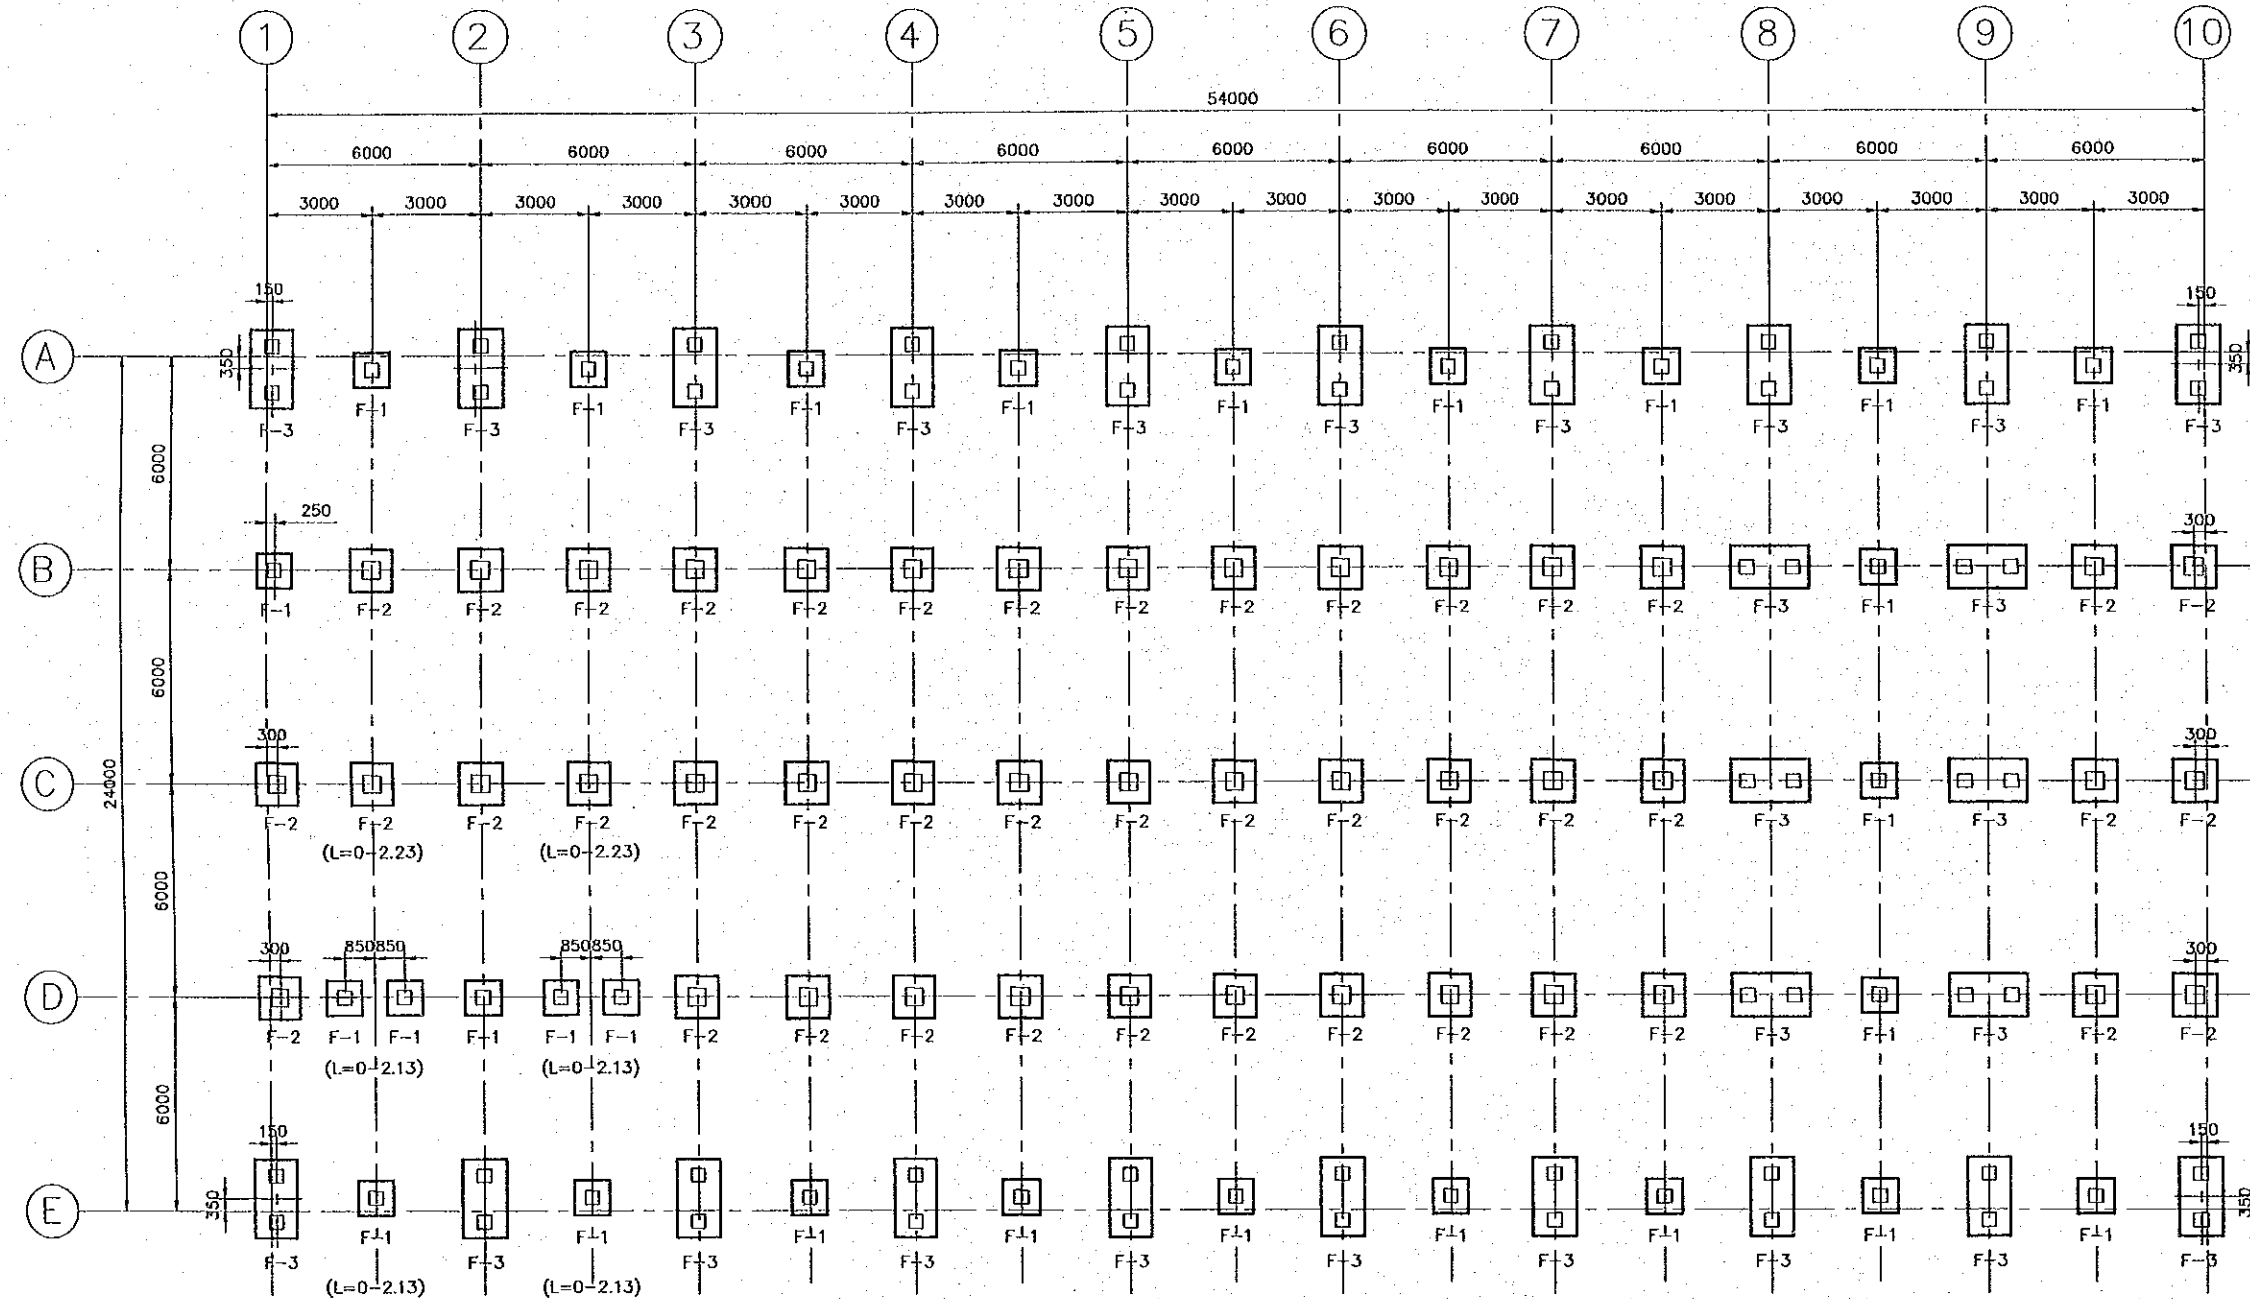 1 2 3 4 5 6 7 8 9 10
54000
6000 6000 6000 6000 6000 6000 6000 6000 6000
3000 3000 3000 3000 3000 3000 3000 3000 3000 3000 3000 3000 3000 3000 3000 3000 3000 3000
150 150
A 350 350
F-1 F-1 F-1 F-1 F-1 F-1 F-1 F-1 F-1
F-3 F-3 F-3 F-3 F-3 F-3 F-3 F-3 F-3 F-3
6000
250 300
B
F-1 F-2 F-2 F-2 F-2 F-2 F-2 F-2 F-2 F-2 F-2 F-2 F-2 F-2 F-3 F-1 F-3 F-2 F-2
6000
300 300
24000
C
F-2 F-2 F-2 F-2 F-2 F-2 F-2 F-2 F-2 F-2 F-2 F-2 F-2 F-2 F-3 F-1 F-3 F-2 F-2
(L=0-2.23) (L=0-2.23)
6000
300 850 850 850 850 300
D
F-2 F-1 F-1 F-1 F-1 F-1 F-2 F-2 F-2 F-2 F-2 F-2 F-2 F-2 F-2 F-2 F-3 F-1 F-3 F-2 F-2
(L=0-2.13) (L=0-2.13)
6000
150 150
E 350 350
F-1 F-1 F-1 F-1 F-1 F-1 F-1 F-1 F-1
F-3 F-3 F-3 F-3 F-3 F-3 F-3 F-3 F-3 F-3
(L=0-2.13) (L=0-2.13)